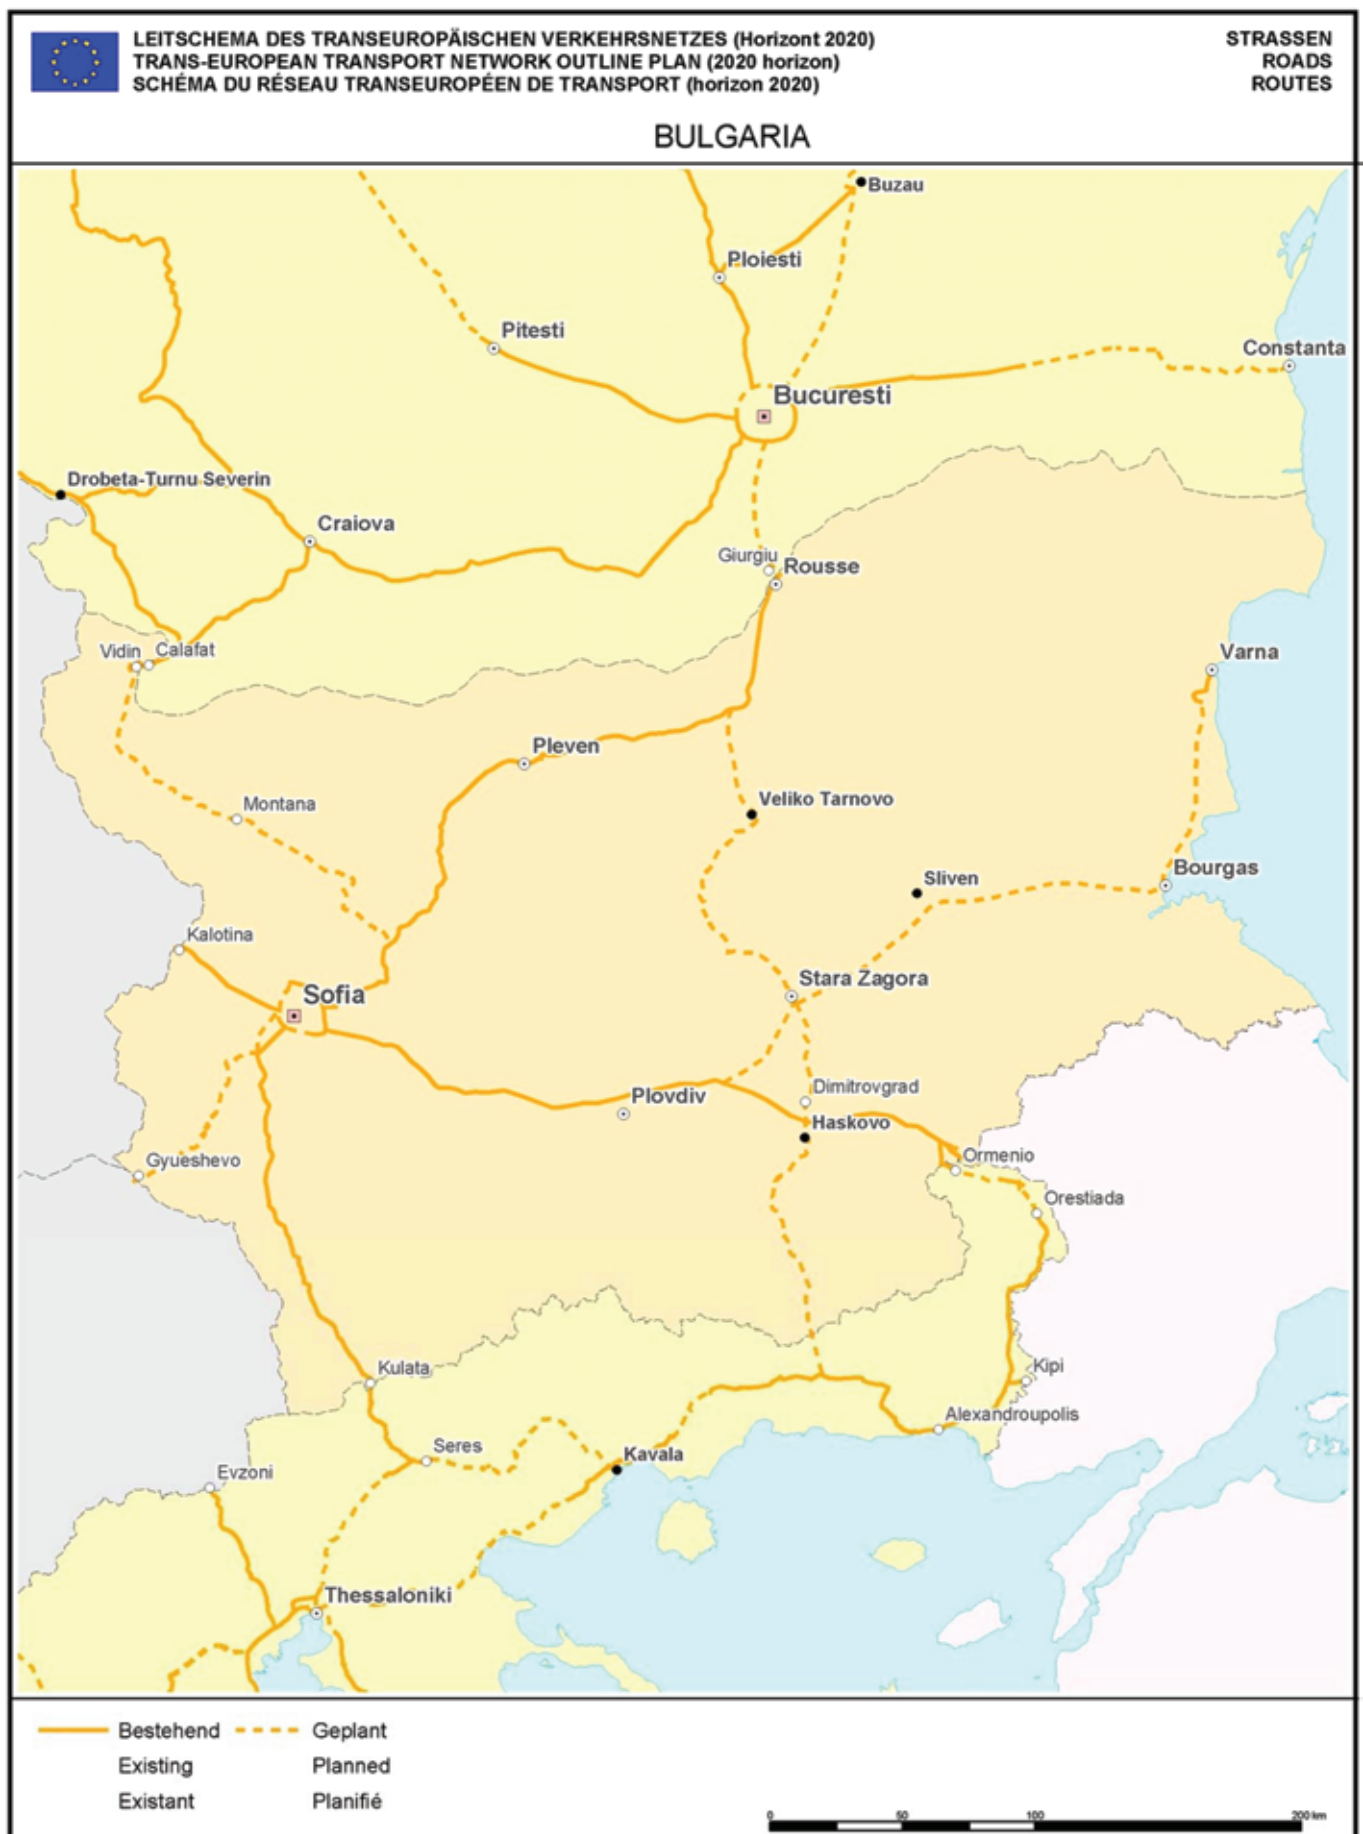 LEITSCHEMA DES TRANSEUROPÄISCHEN VERKEHRSNETZES (Horizont 2020)
TRANS-EUROPEAN TRANSPORT NETWORK OUTLINE PLAN (2020 horizon)
SCHÉMA DU RÉSEAU TRANSEUROPÉEN DE TRANSPORT (horizon 2020)
STRASSEN
ROADS
ROUTES
BULGARIA
Buzau
Ploiesti
Pitesti
Constanta
Bucuresti
Drobeta-Turnu Severin
Craiova
Giurgiu
Rousse
Vidin
Calafat
Varna
Pleven
Montana
Veliko Tarnovo
Bourgas
Sliven
Kalotina
Stara Zagora
Sofia
Dimitrovgrad
Plovdiv
Haskovo
Ormenio
Gyueshevo
Orestiada
Kulata
Kipi
Alexandroupolis
Seres
Kavala
Evzoni
Thessaloniki
Bestehend
Geplant
Existing
Planned
Existant
Planifié
0
50
100
200 km